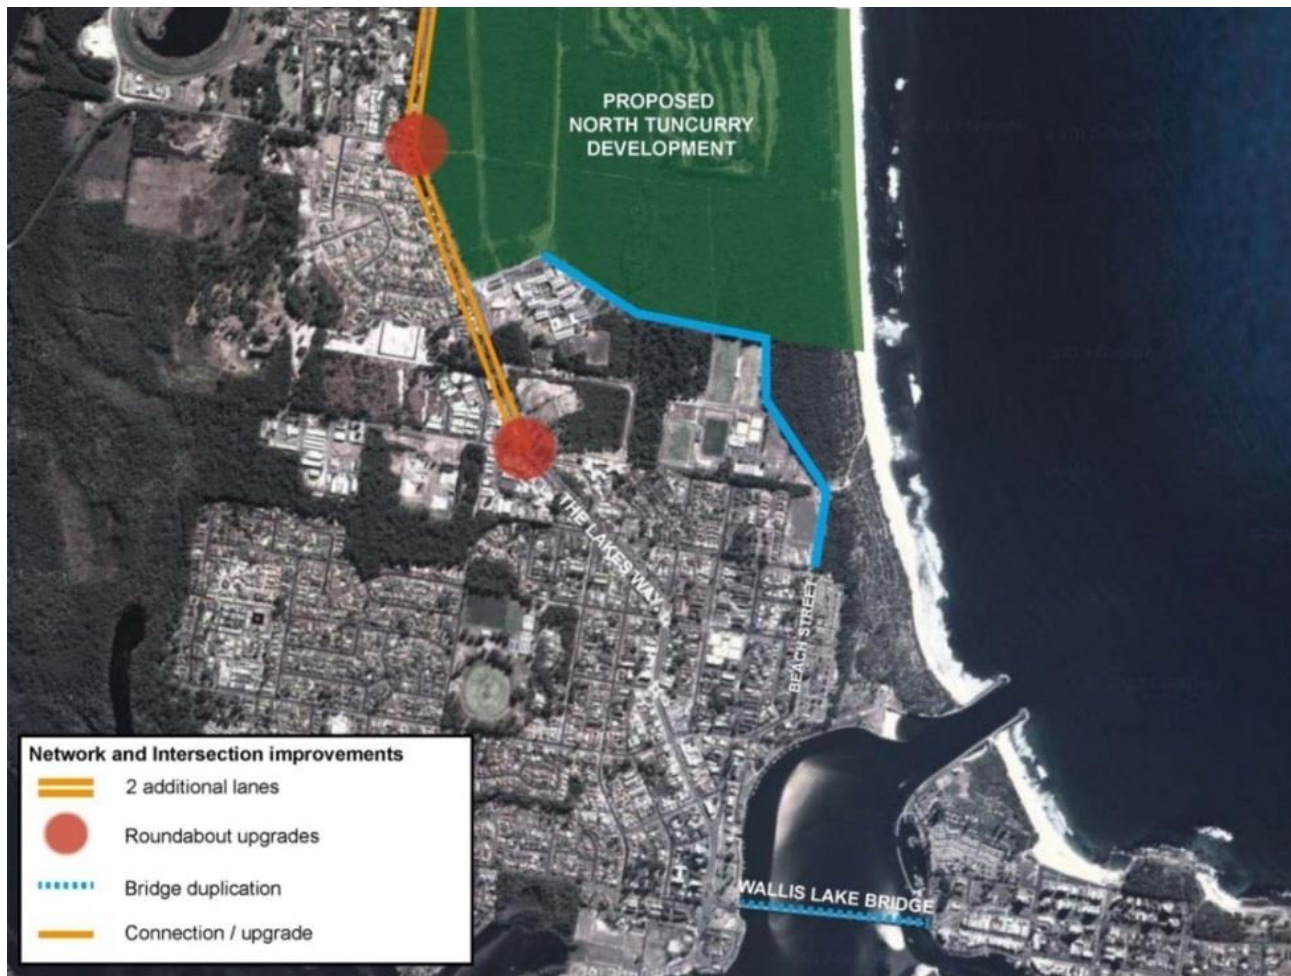 PROPOSED
NORTH TUNCURRY
DEVELOPMENT
THE LAKES WAY
BEACH STREET
WALLIS LAKE BRIDGE
Network and Intersection improvements
2 additional lanes
Roundabout upgrades
Bridge duplication
Connection / upgrade